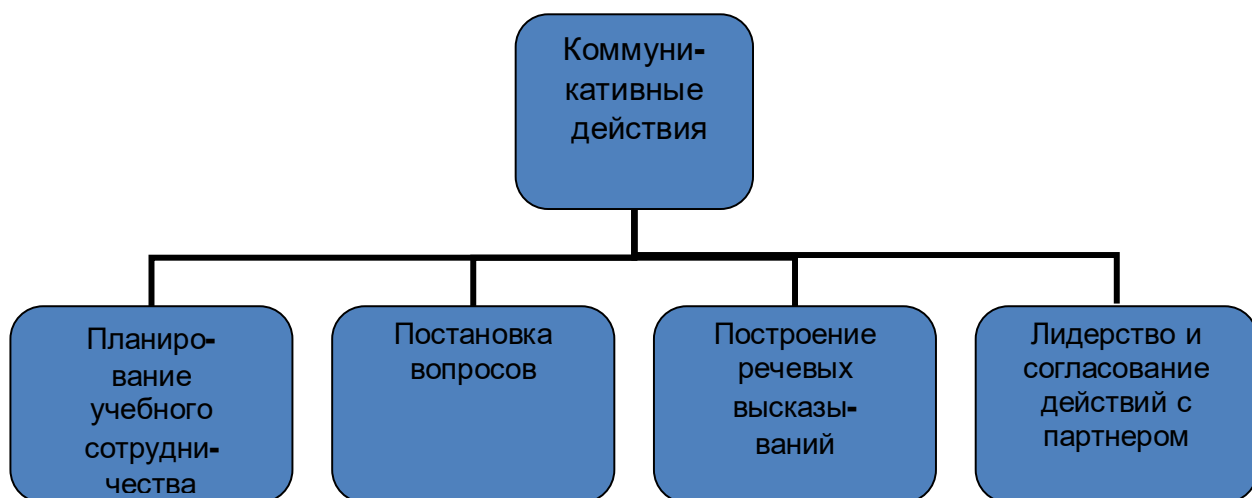 Коммуни-
кативные
действия
Планиро-
вание
учебного
сотрудни-
чества
Постановка
вопросов
Построение
речевых
высказы-
ваний
Лидерство и
согласование
действий с
партнером